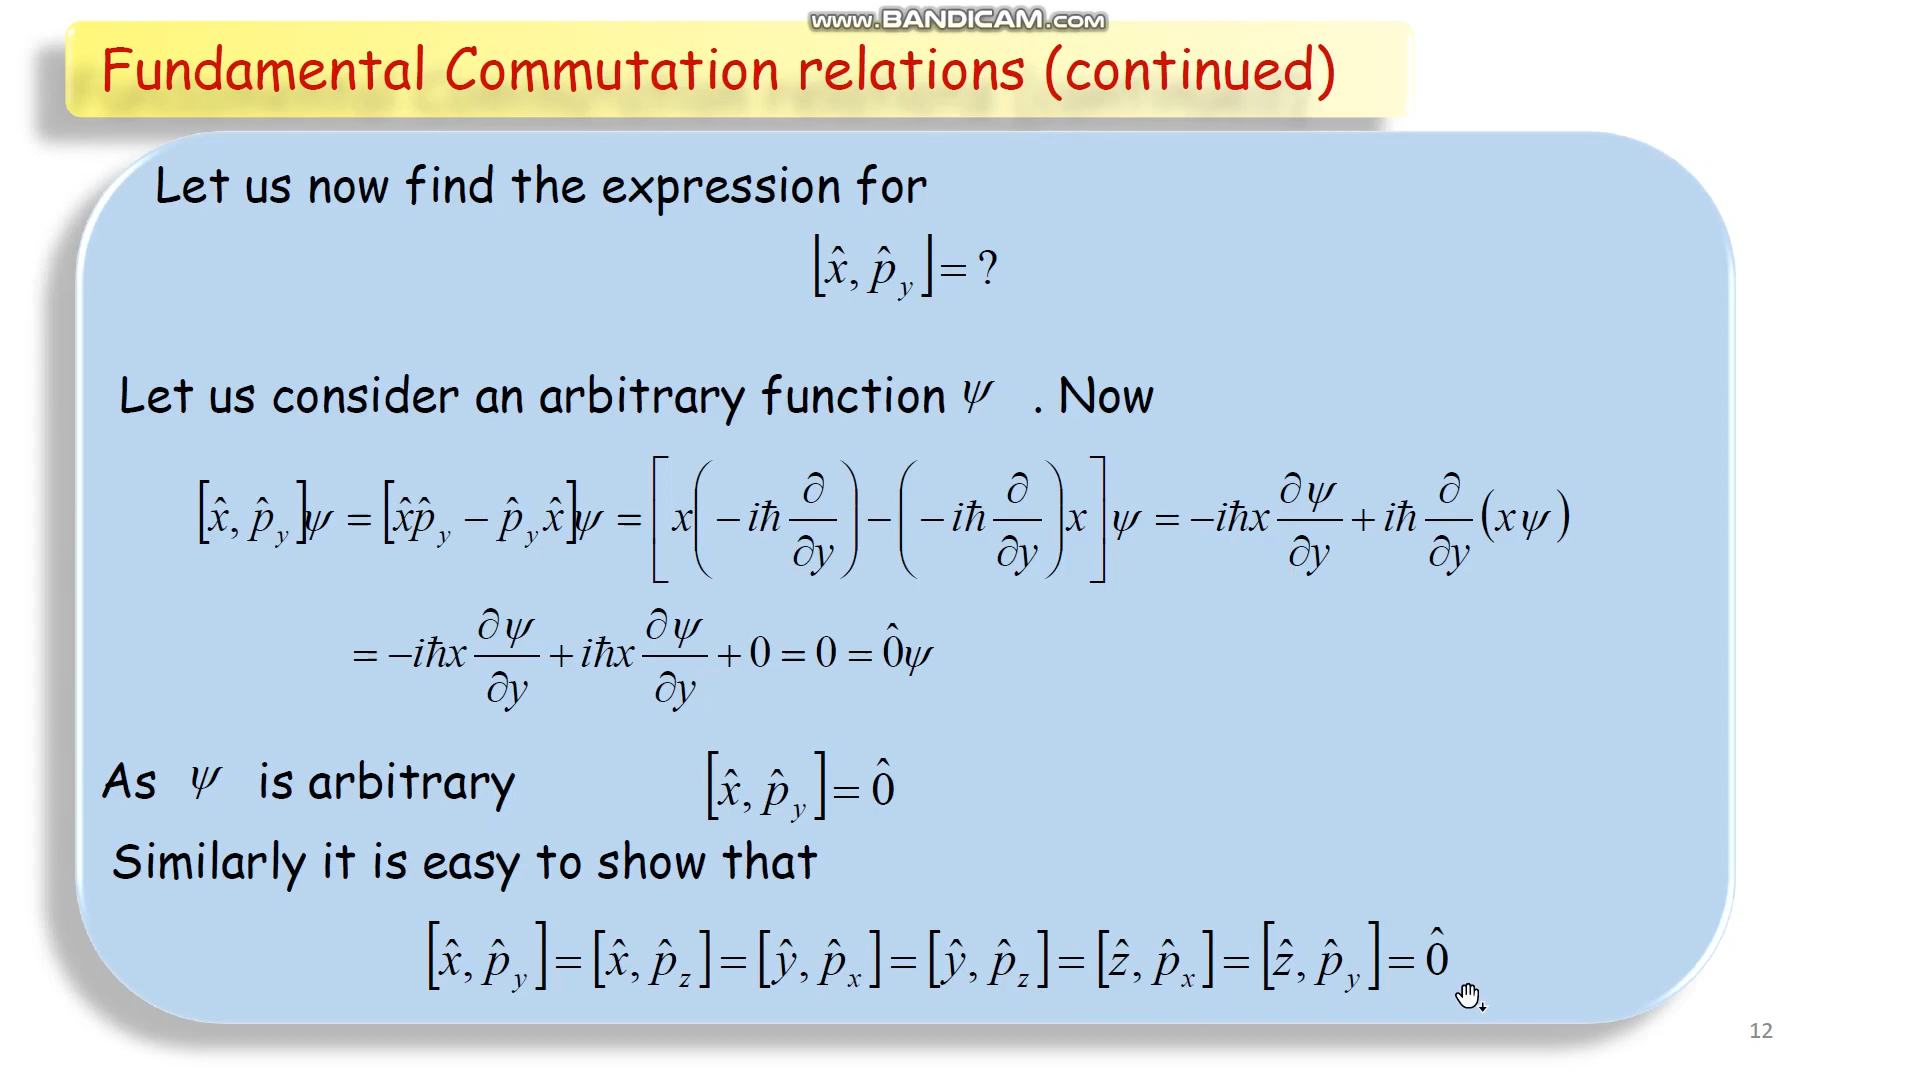 www.BANDICAM.com
Fundamental Commutation relations (continued)
Let us now find the expression for
[x̂, p̂_y] = ?
Let us consider an arbitrary function ψ . Now
[x̂, p̂_y]ψ = [x̂p̂_y − p̂_y x̂]ψ = [x(−iħ ∂/∂y) − (−iħ ∂/∂y)x]ψ = −iħx ∂ψ/∂y + iħ ∂/∂y (xψ)
= −iħx ∂ψ/∂y + iħx ∂ψ/∂y + 0 = 0 = 0̂ψ
As ψ is arbitrary [x̂, p̂_y] = 0̂
Similarly it is easy to show that
[x̂, p̂_y] = [x̂, p̂_z] = [ŷ, p̂_x] = [ŷ, p̂_z] = [ẑ, p̂_x] = [ẑ, p̂_y] = 0̂
12